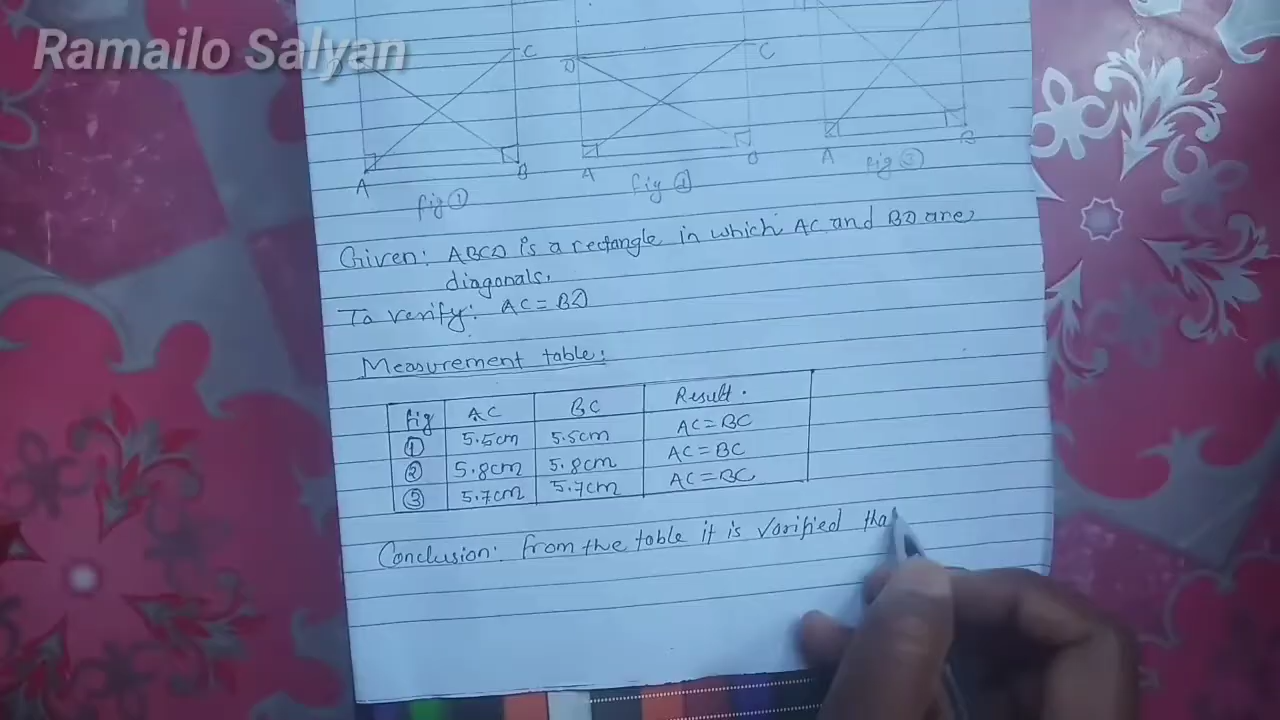 Ramailo Salyan
C
D
C
A
B
A
B
A
B
fig ①
fig ②
fig ③
Given: ABCD is a rectangle in which AC and BD are
diagonals.
To verify: AC = BD
Measurement table:
Fig AC BC Result.
① 5.5cm 5.5cm AC = BC
② 5.8cm 5.8cm AC = BC
③ 5.7cm 5.7cm AC = BC
Conclusion: From the table it is varified tha